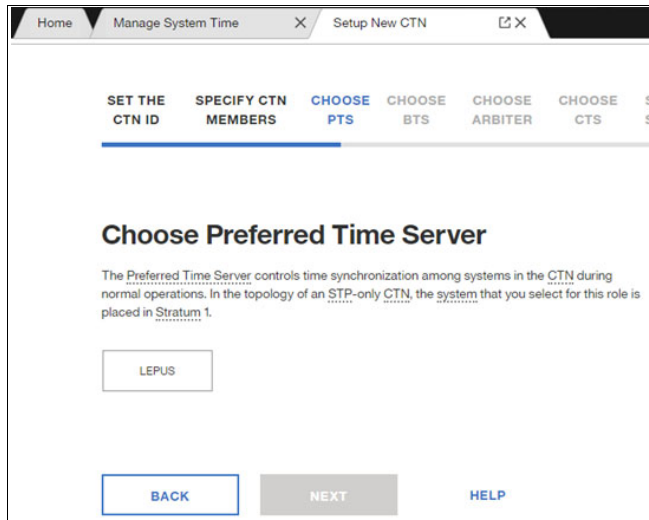 Home
Manage System Time
Setup New CTN
SET THE CTN ID
SPECIFY CTN MEMBERS
CHOOSE PTS
CHOOSE BTS
CHOOSE ARBITER
CHOOSE CTS
Choose Preferred Time Server
The Preferred Time Server controls time synchronization among systems in the CTN during
normal operations. In the topology of an STP-only CTN, the system that you select for this role is
placed in Stratum 1.
LEPUS
BACK
NEXT
HELP